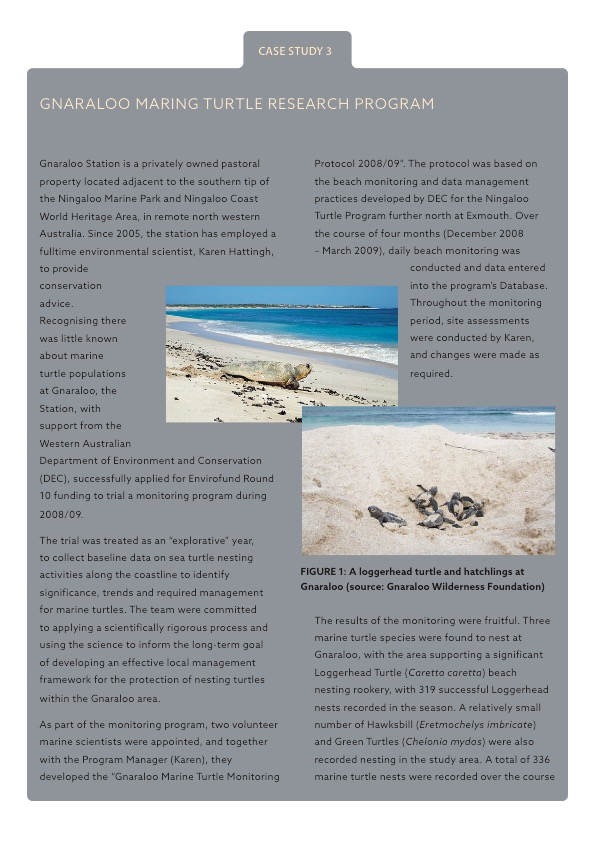 CASE STUDY 3
GNARALOO MARING TURTLE RESEARCH PROGRAM
Gnaraloo Station is a privately owned pastoral
property located adjacent to the southern tip of
the Ningaloo Marine Park and Ningaloo Coast
World Heritage Area, in remote north western
Australia. Since 2005, the station has employed a
fulltime environmental scientist, Karen Hattingh,
to provide
conservation
advice.
Recognising there
was little known
about marine
turtle populations
at Gnaraloo, the
Station, with
support from the
Western Australian
Department of Environment and Conservation
(DEC), successfully applied for Envirofund Round
10 funding to trial a monitoring program during
2008/09.
The trial was treated as an “explorative” year,
to collect baseline data on sea turtle nesting
activities along the coastline to identify
significance, trends and required management
for marine turtles. The team were committed
to applying a scientifically rigorous process and
using the science to inform the long-term goal
of developing an effective local management
framework for the protection of nesting turtles
within the Gnaraloo area.
As part of the monitoring program, two volunteer
marine scientists were appointed, and together
with the Program Manager (Karen), they
developed the “Gnaraloo Marine Turtle Monitoring
Protocol 2008/09”. The protocol was based on
the beach monitoring and data management
practices developed by DEC for the Ningaloo
Turtle Program further north at Exmouth. Over
the course of four months (December 2008
– March 2009), daily beach monitoring was
conducted and data entered
into the program’s Database.
Throughout the monitoring
period, site assessments
were conducted by Karen,
and changes were made as
required.
FIGURE 1: A loggerhead turtle and hatchlings at
Gnaraloo (source: Gnaraloo Wilderness Foundation)
The results of the monitoring were fruitful. Three
marine turtle species were found to nest at
Gnaraloo, with the area supporting a significant
Loggerhead Turtle (Caretta caretta) beach
nesting rookery, with 319 successful Loggerhead
nests recorded in the season. A relatively small
number of Hawksbill (Eretmochelys imbricate)
and Green Turtles (Chelonia mydas) were also
recorded nesting in the study area. A total of 336
marine turtle nests were recorded over the course